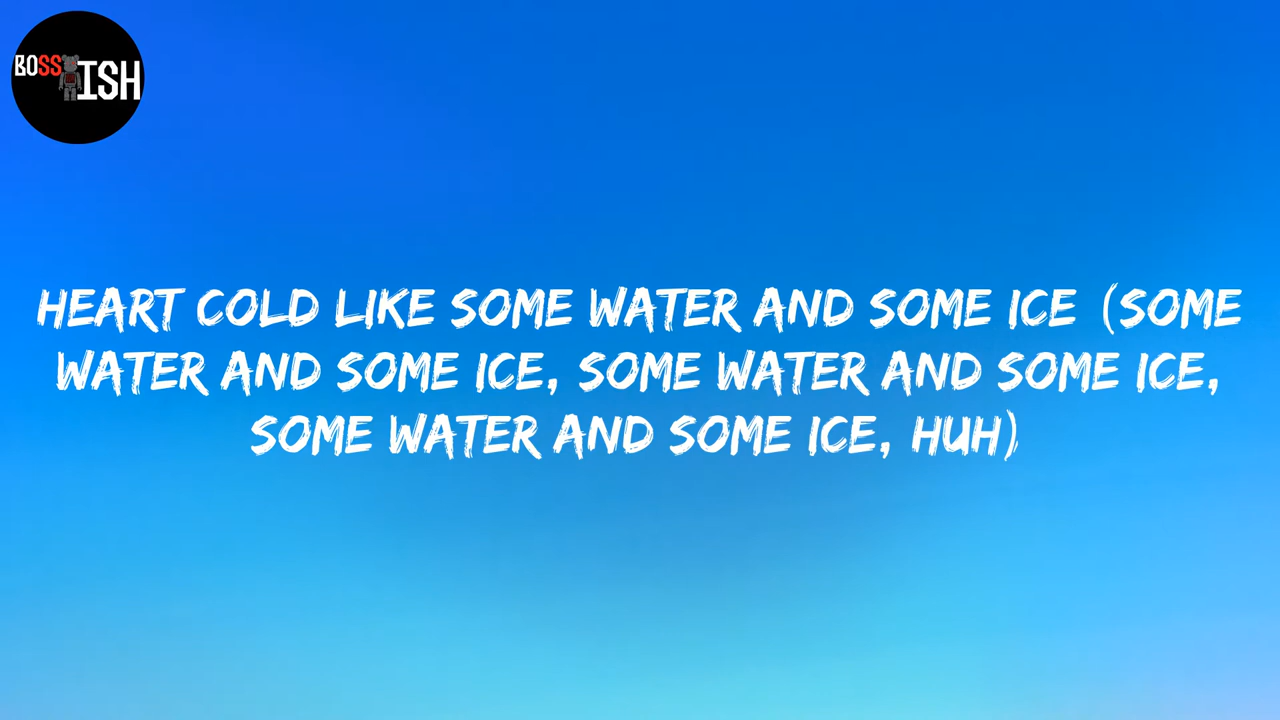 BOSS ISH
HEART COLD LIKE SOME WATER AND SOME ICE (SOME
WATER AND SOME ICE, SOME WATER AND SOME ICE,
SOME WATER AND SOME ICE, HUH)